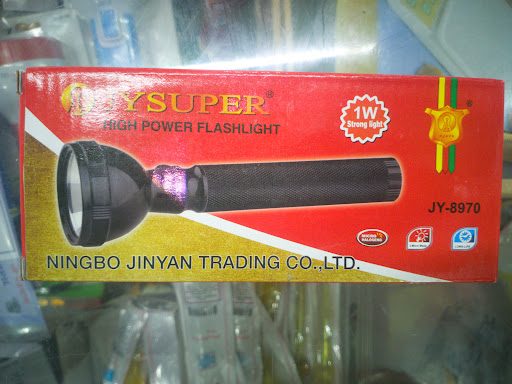 JYSUPER®
HIGH POWER FLASHLIGHT
1W
Strong light
®
JY-8970
NINGBO JINYAN TRADING CO.,LTD.